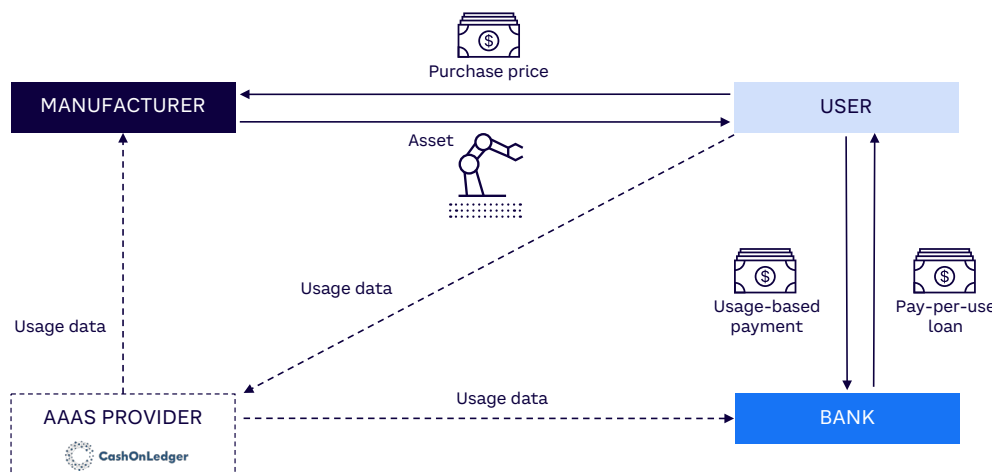 $
Purchase price
MANUFACTURER
USER
Asset
$
$
Usage data
Usage-based
payment
Pay-per-use
loan
Usage data
Usage data
AAAS PROVIDER
BANK
CashOnLedger